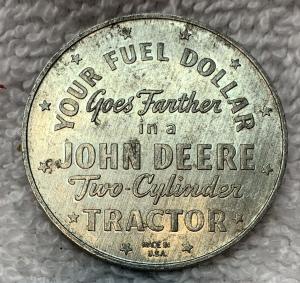 YOUR FUEL DOLLAR
Goes Farther
in a
JOHN DEERE
Two-Cylinder
TRACTOR
MADE IN
U.S.A.